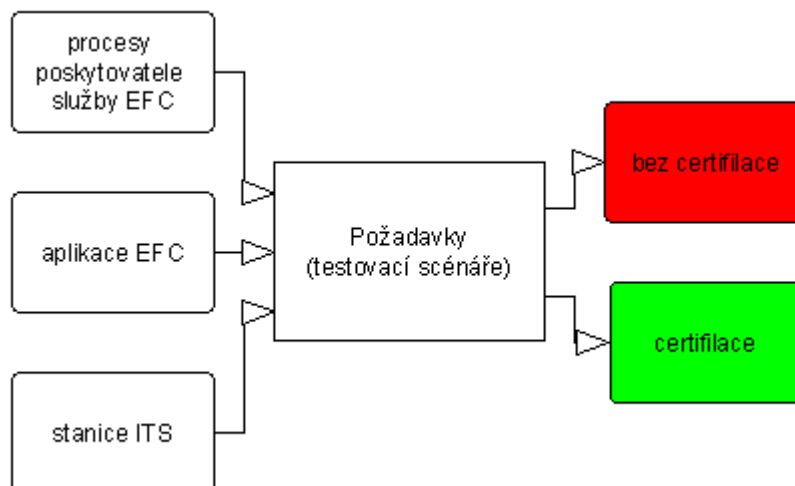 procesy
poskytovatele
služby EFC
aplikace EFC
stanice ITS
Požadavky
(testovací scénáře)
bez certifilace
certifilace